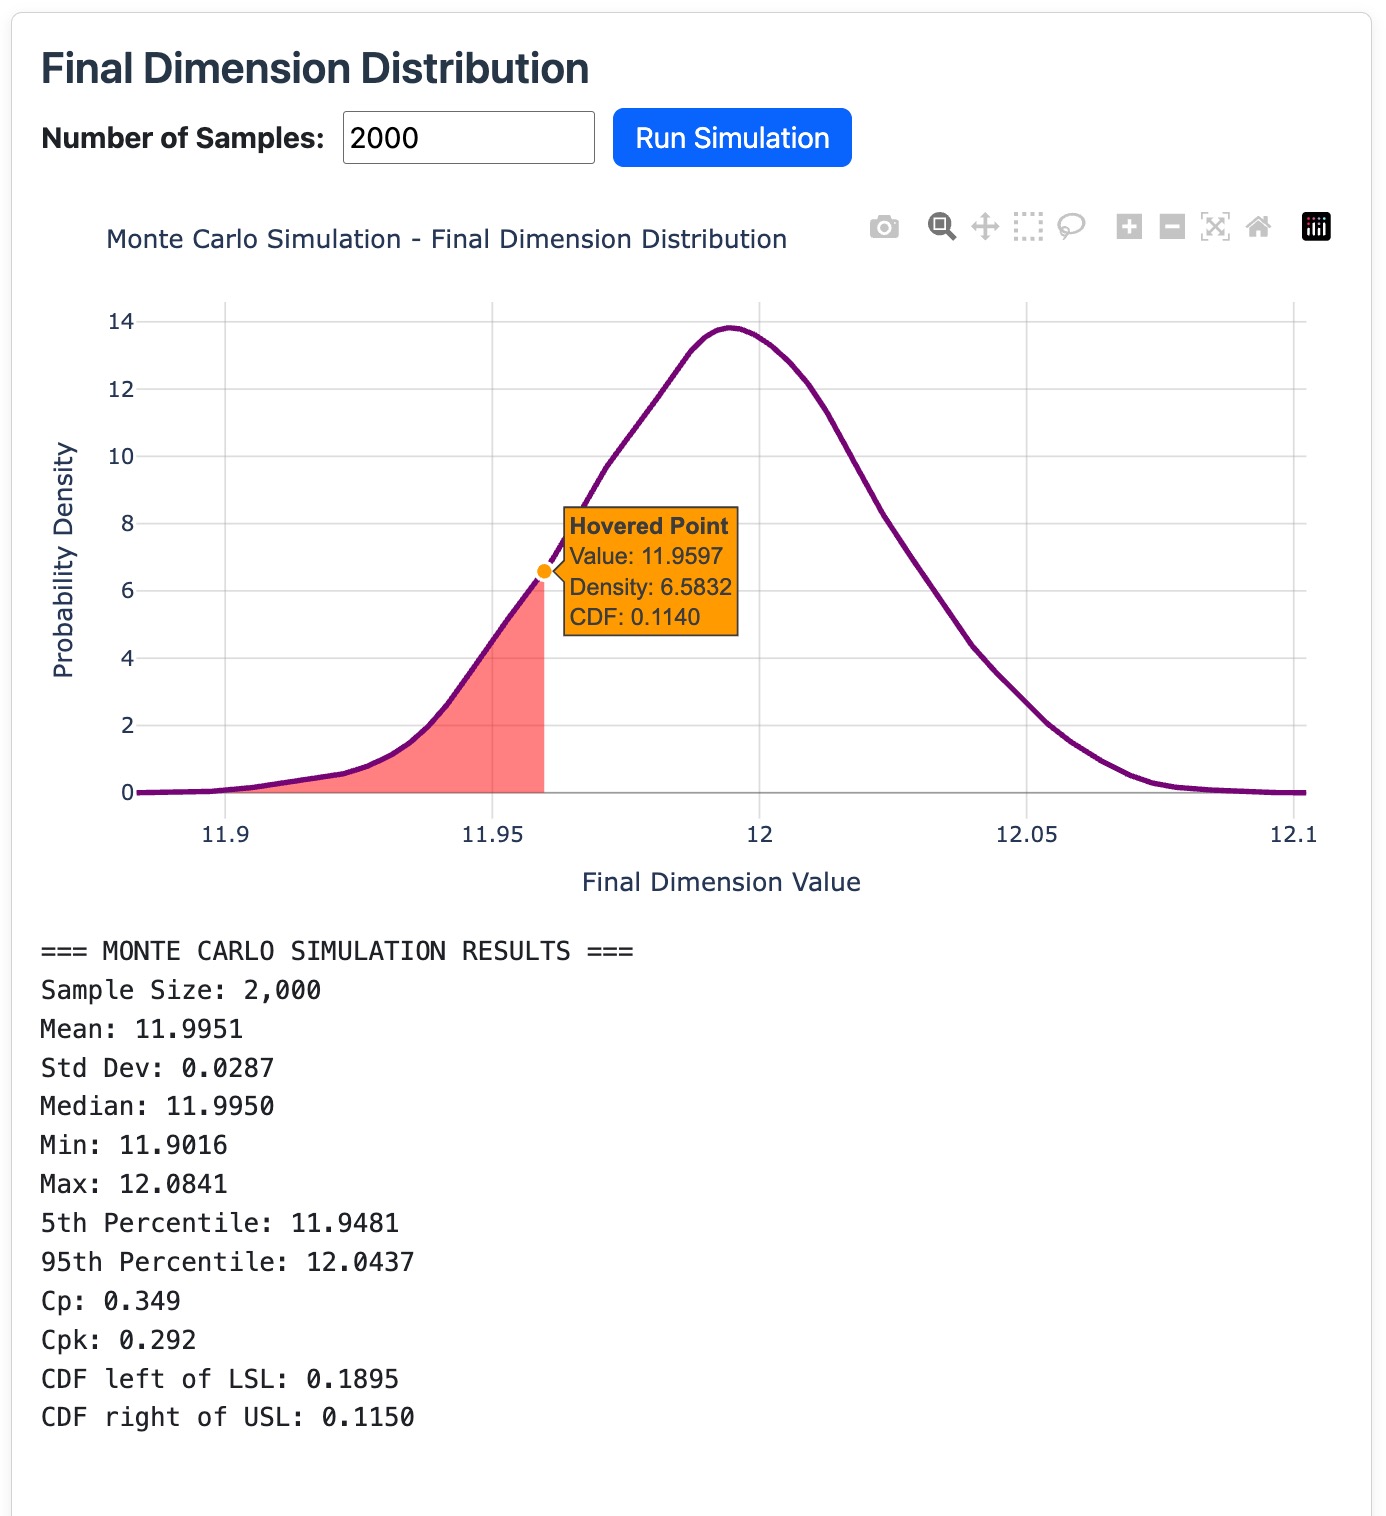 Final Dimension Distribution
Number of Samples: 2000 Run Simulation
Monte Carlo Simulation - Final Dimension Distribution
14
12
10
8
6
4
2
0
Probability Density
Hovered Point
Value: 11.9597
Density: 6.5832
CDF: 0.1140
11.9 11.95 12 12.05 12.1
Final Dimension Value
=== MONTE CARLO SIMULATION RESULTS ===
Sample Size: 2,000
Mean: 11.9951
Std Dev: 0.0287
Median: 11.9950
Min: 11.9016
Max: 12.0841
5th Percentile: 11.9481
95th Percentile: 12.0437
Cp: 0.349
Cpk: 0.292
CDF left of LSL: 0.1895
CDF right of USL: 0.1150